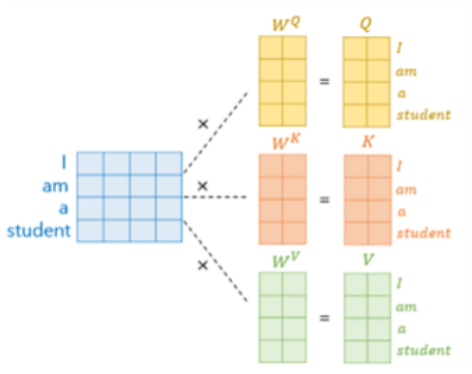 I
am
a
student
×
×
×
W^Q
=
Q
I
am
a
student
W^K
=
K
I
am
a
student
W^V
=
V
I
am
a
student